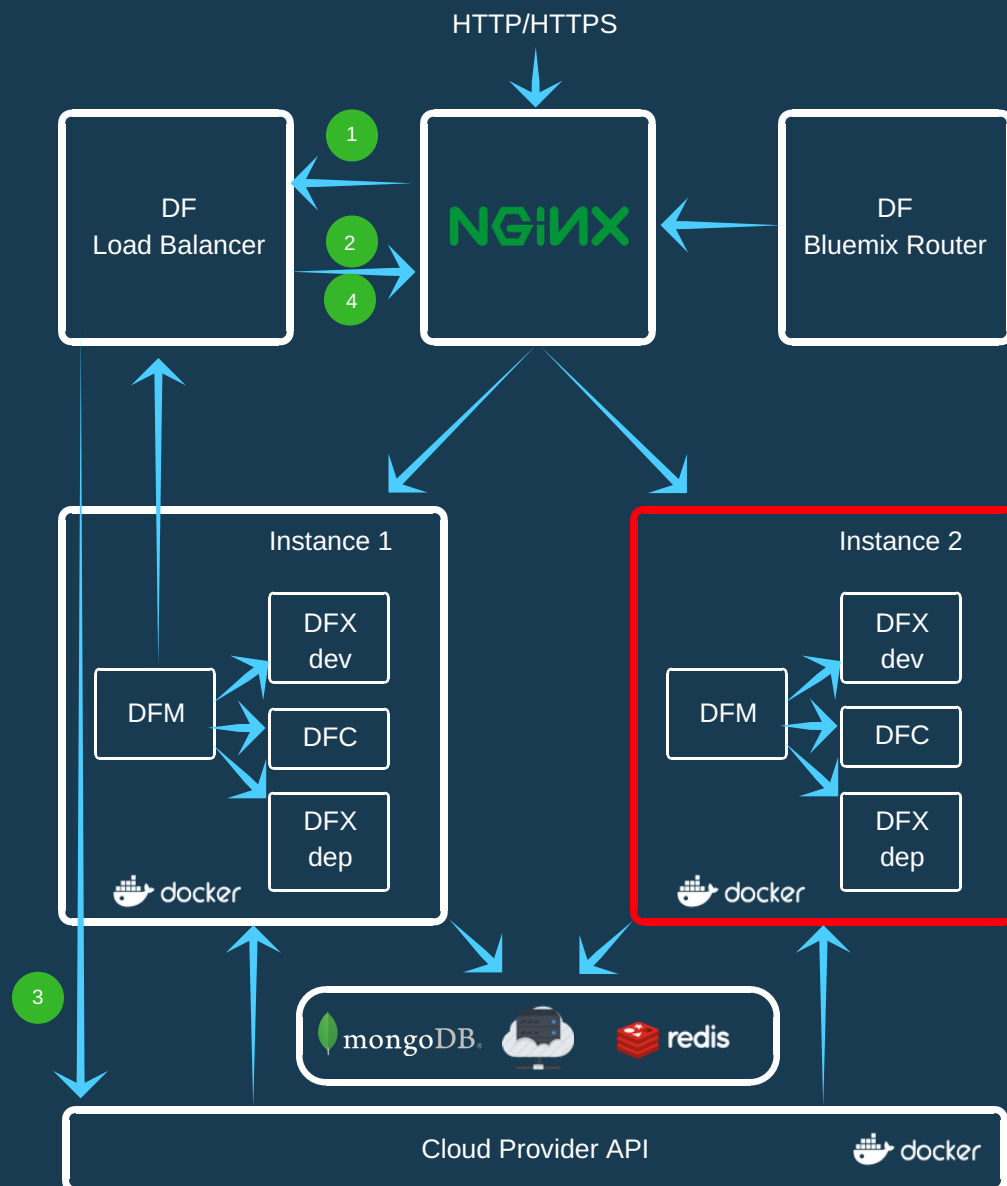 HTTP/HTTPS
1
DF
Load Balancer
2
4
NGINX
DF
Bluemix Router
Instance 1
DFX
dev
DFM
DFC
DFX
dep
docker
Instance 2
DFX
dev
DFM
DFC
DFX
dep
docker
3
mongoDB®
redis
Cloud Provider API
docker